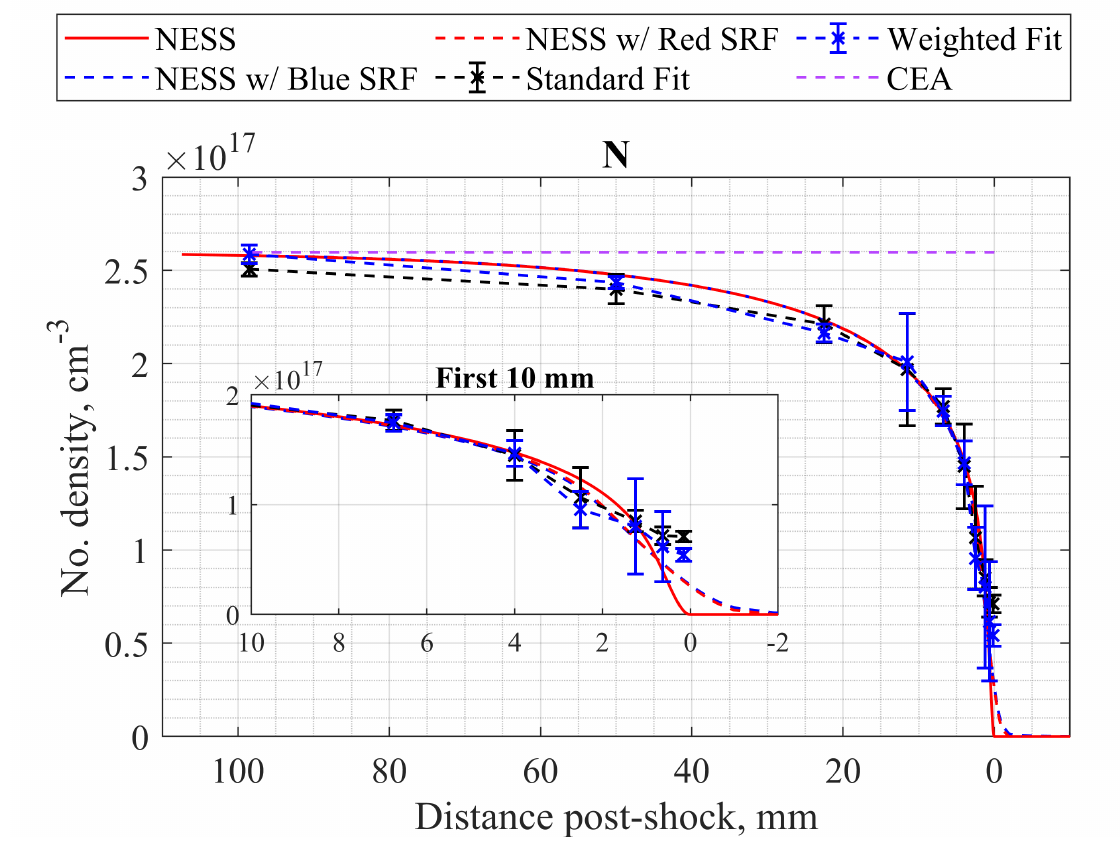 NESS NESS w/ Red SRF Weighted Fit
NESS w/ Blue SRF Standard Fit CEA
×10^17
N
3
2.5
2
1.5
1
0.5
0
No. density, cm^-3
×10^17
First 10 mm
2
1
0
10 8 6 4 2 0 -2
100 80 60 40 20 0
Distance post-shock, mm